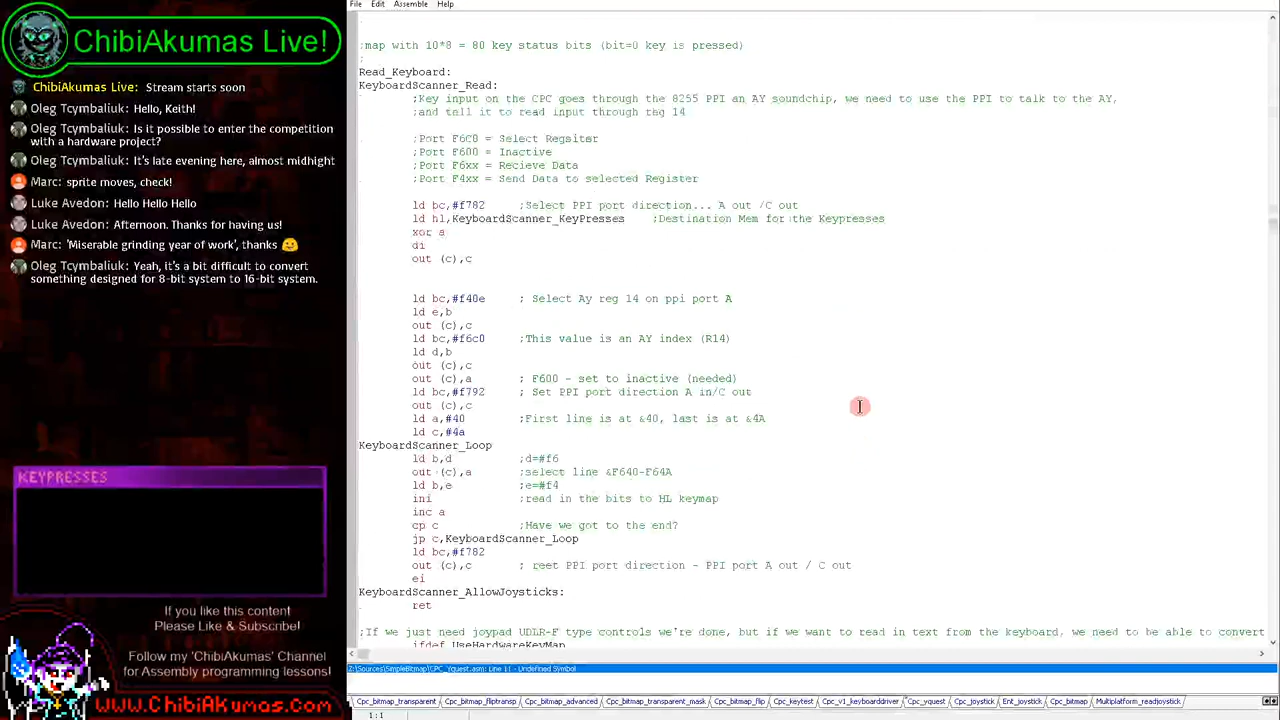 ChibiAkumas Live!
ChibiAkumas Live: Stream starts soon
Oleg Tcymbaliuk: Hello, Keith!
Oleg Tcymbaliuk: Is it possible to enter the competition
with a hardware project?
Oleg Tcymbaliuk: It's late evening here, almost midhight
Marc: sprite moves, check!
Luke Avedon: Hello Hello Hello
Luke Avedon: Afternoon. Thanks for having us!
Marc: 'Miserable grinding year of work', thanks 🤗
Oleg Tcymbaliuk: Yeah, it's a bit difficult to convert
something designed for 8-bit system to 16-bit system.
KEYPRESSES
If you like this content
Please Like & Subscribe!
Follow my 'ChibiAkumas' Channel
for Assembly programming lessons!
www.ChibiAkumas.com
File Edit Assemble Help
;map with 10*8 = 80 key status bits (bit=0 key is pressed)
;
Read_Keyboard:
KeyboardScanner_Read:
;Key input on the CPC goes through the 8255 PPI an AY soundchip, we need to use the PPI to talk to the AY,
;and tell it to read input through reg 14
;Port F6C0 = Select Regsiter
;Port F600 = Inactive
;Port F6xx = Recieve Data
;Port F4xx = Send Data to selected Register
ld bc,#f782 ;Select PPI port direction... A out /C out
ld hl,KeyboardScanner_KeyPresses ;Destination Mem for the Keypresses
xor a
di
out (c),c
ld bc,#f40e ; Select Ay reg 14 on ppi port A
ld e,b
out (c),c
ld bc,#f6c0 ;This value is an AY index (R14)
ld d,b
out (c),c
out (c),a ; F600 - set to inactive (needed)
ld bc,#f792 ; Set PPI port direction A in/C out
out (c),c
ld a,#40 ;First line is at &40, last is at &4A
ld c,#4a
KeyboardScanner_Loop
ld b,d ;d=#f6
out (c),a ;select line &F640-F64A
ld b,e ;e=#f4
ini ;read in the bits to HL keymap
inc a
cp c ;Have we got to the end?
jp c,KeyboardScanner_Loop
ld bc,#f782
out (c),c ; reet PPI port direction - PPI port A out / C out
ei
KeyboardScanner_AllowJoysticks:
ret
;If we just need joypad UDLR-F type controls we're done, but if we want to read in text from the keyboard, we need to be able to convert
ifdef UseHardwareKeyMap
Z:\Sources\SimpleBitmap\CPC_Yquest.asm: Line 11 - Undefined Symbol
Cpc_bitmap_transparent Cpc_bitmap_fliptransp Cpc_bitmap_advanced Cpc_bitmap_transparent_mask Cpc_bitmap_flip Cpc_keytest Cpc_v1_keyboarddriver Cpc_yquest Cpc_joystick Ent_joystick Cpc_bitmap Multiplatform_readjoystick
1:1